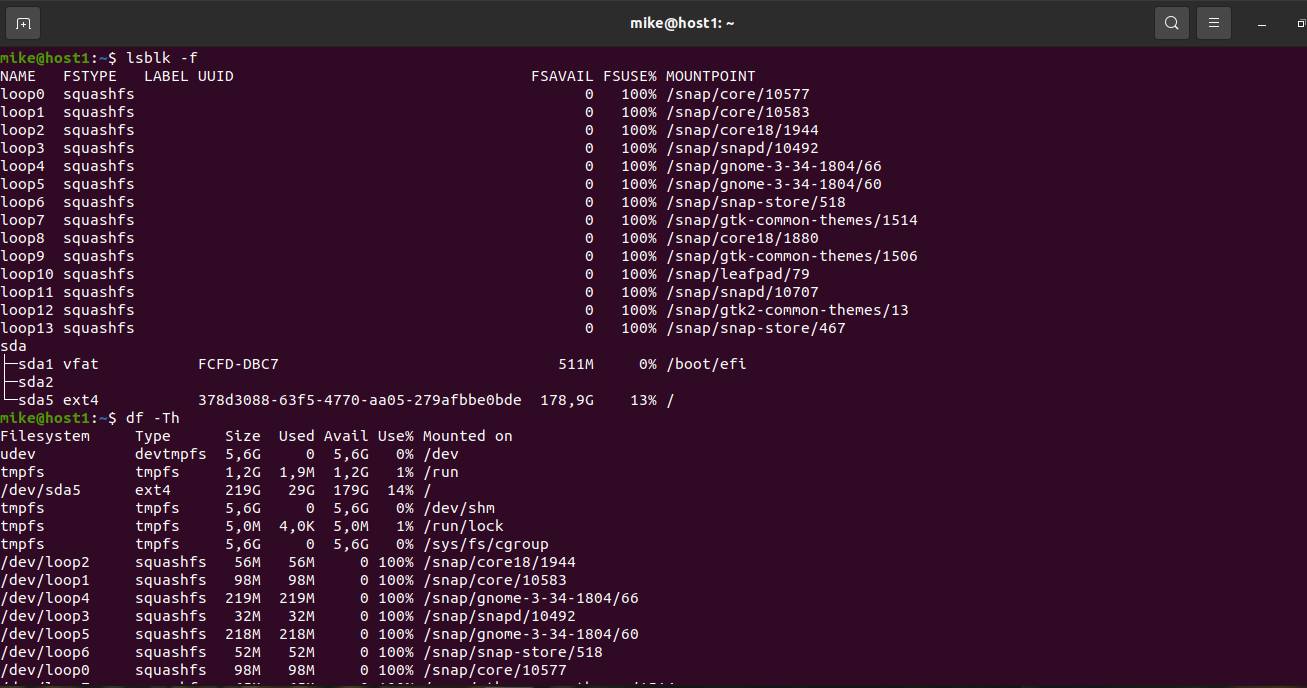 mike@host1: ~
mike@host1:~$ lsblk -f
NAME   FSTYPE   LABEL UUID                                 FSAVAIL FSUSE% MOUNTPOINT
loop0  squashfs                                                  0   100% /snap/core/10577
loop1  squashfs                                                  0   100% /snap/core/10583
loop2  squashfs                                                  0   100% /snap/core18/1944
loop3  squashfs                                                  0   100% /snap/snapd/10492
loop4  squashfs                                                  0   100% /snap/gnome-3-34-1804/66
loop5  squashfs                                                  0   100% /snap/gnome-3-34-1804/60
loop6  squashfs                                                  0   100% /snap/snap-store/518
loop7  squashfs                                                  0   100% /snap/gtk-common-themes/1514
loop8  squashfs                                                  0   100% /snap/core18/1880
loop9  squashfs                                                  0   100% /snap/gtk-common-themes/1506
loop10 squashfs                                                  0   100% /snap/leafpad/79
loop11 squashfs                                                  0   100% /snap/snapd/10707
loop12 squashfs                                                  0   100% /snap/gtk2-common-themes/13
loop13 squashfs                                                  0   100% /snap/snap-store/467
sda
├─sda1 vfat           FCFD-DBC7                               511M     0% /boot/efi
├─sda2
└─sda5 ext4           378d3088-63f5-4770-aa05-279afbbe0bde  178,9G    13% /
mike@host1:~$ df -Th
Filesystem     Type      Size  Used Avail Use% Mounted on
udev           devtmpfs  5,6G     0  5,6G   0% /dev
tmpfs          tmpfs     1,2G  1,9M  1,2G   1% /run
/dev/sda5      ext4      219G   29G  179G  14% /
tmpfs          tmpfs     5,6G     0  5,6G   0% /dev/shm
tmpfs          tmpfs     5,0M  4,0K  5,0M   1% /run/lock
tmpfs          tmpfs     5,6G     0  5,6G   0% /sys/fs/cgroup
/dev/loop2     squashfs   56M   56M     0 100% /snap/core18/1944
/dev/loop1     squashfs   98M   98M     0 100% /snap/core/10583
/dev/loop4     squashfs  219M  219M     0 100% /snap/gnome-3-34-1804/66
/dev/loop3     squashfs   32M   32M     0 100% /snap/snapd/10492
/dev/loop5     squashfs  218M  218M     0 100% /snap/gnome-3-34-1804/60
/dev/loop6     squashfs   52M   52M     0 100% /snap/snap-store/518
/dev/loop0     squashfs   98M   98M     0 100% /snap/core/10577